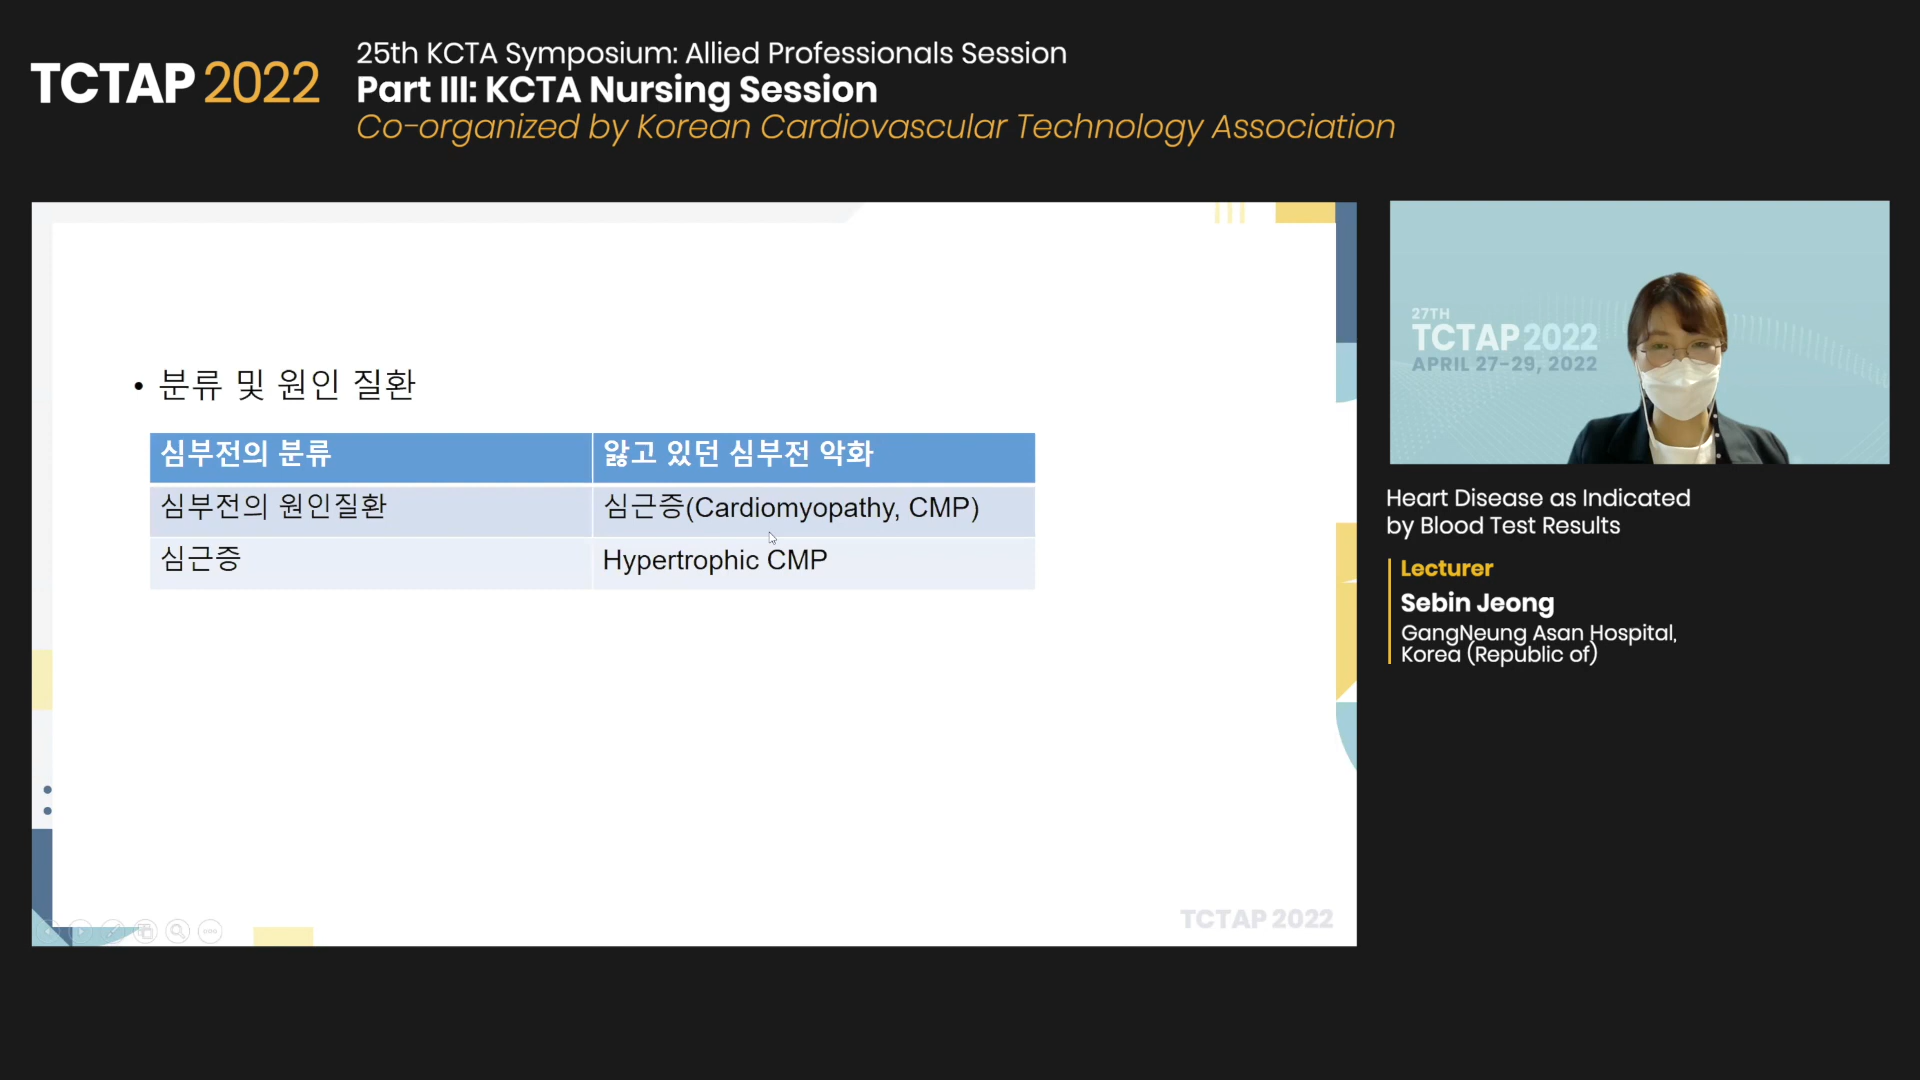 TCTAP 2022
25th KCTA Symposium: Allied Professionals Session
Part III: KCTA Nursing Session
Co-organized by Korean Cardiovascular Technology Association
• 분류 및 원인 질환
심부전의 분류 앓고 있던 심부전 악화
심부전의 원인질환 심근증(Cardiomyopathy, CMP)
심근증 Hypertrophic CMP
TCTAP 2022
27TH
TCTAP 2022
APRIL 27-29, 2022
Heart Disease as Indicated
by Blood Test Results
Lecturer
Sebin Jeong
GangNeung Asan Hospital,
Korea (Republic of)